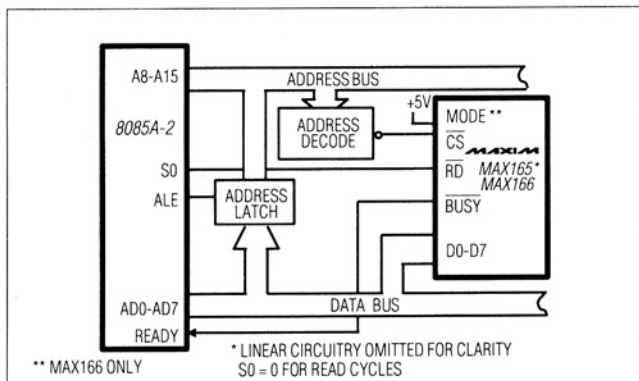 A8-A15
ADDRESS BUS
+5V
MODE **
8085A-2
ADDRESS
DECODE
CS
MAXIM
RD
MAX165*
MAX166
S0
ALE
ADDRESS
LATCH
BUSY
D0-D7
AD0-AD7
DATA BUS
READY
** MAX166 ONLY
* LINEAR CIRCUITRY OMITTED FOR CLARITY
S0 = 0 FOR READ CYCLES